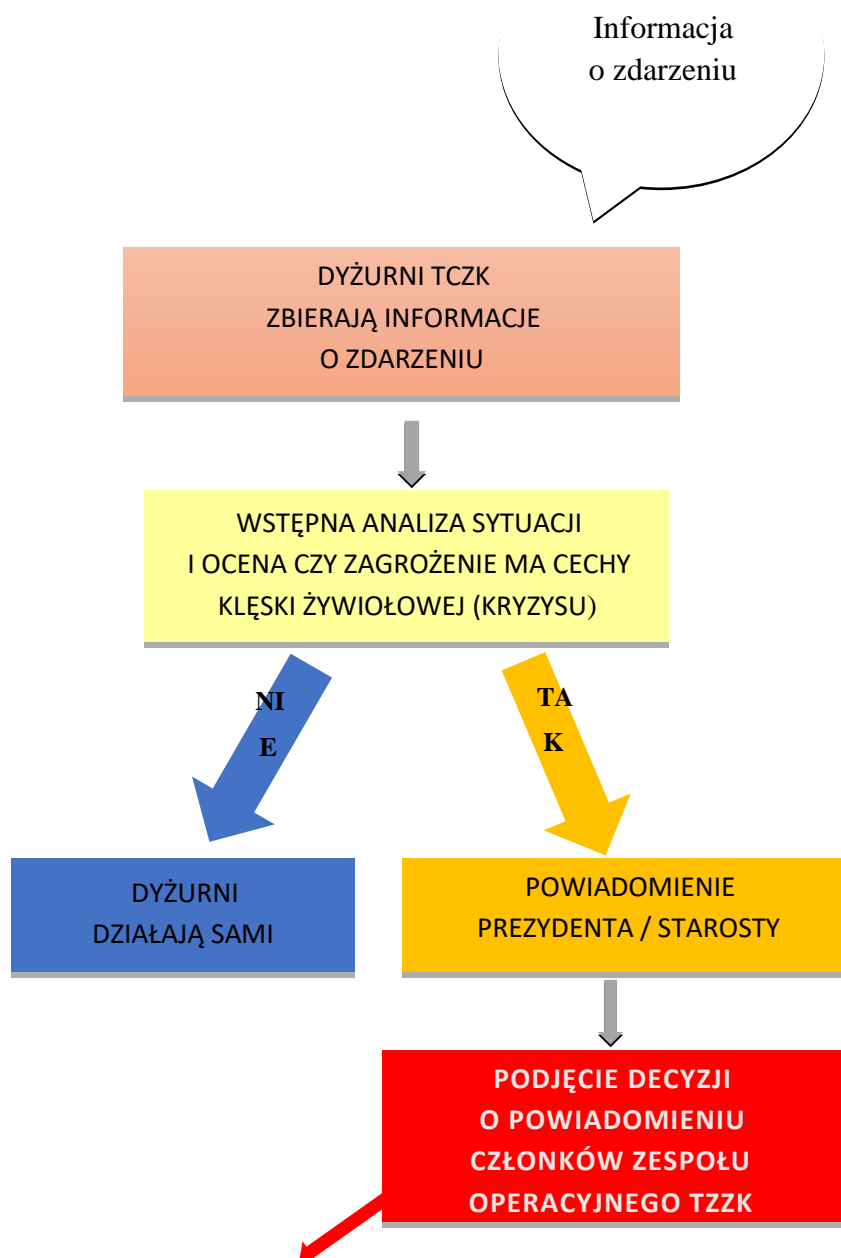 Informacja
o zdarzeniu
DYŻURNI TCZK
ZBIERAJĄ INFORMACJE
O ZDARZENIU
WSTĘPNA ANALIZA SYTUACJI
I OCENA CZY ZAGROŻENIE MA CECHY
KLĘSKI ŻYWIOŁOWEJ (KRYZYSU)
NI
E
TA
K
DYŻURNI
DZIAŁAJĄ SAMI
POWIADOMIENIE
PREZYDENTA / STAROSTY
PODJĘCIE DECYZJI
O POWIADOMIENIU
CZŁONKÓW ZESPOŁU
OPERACYJNEGO TZZK